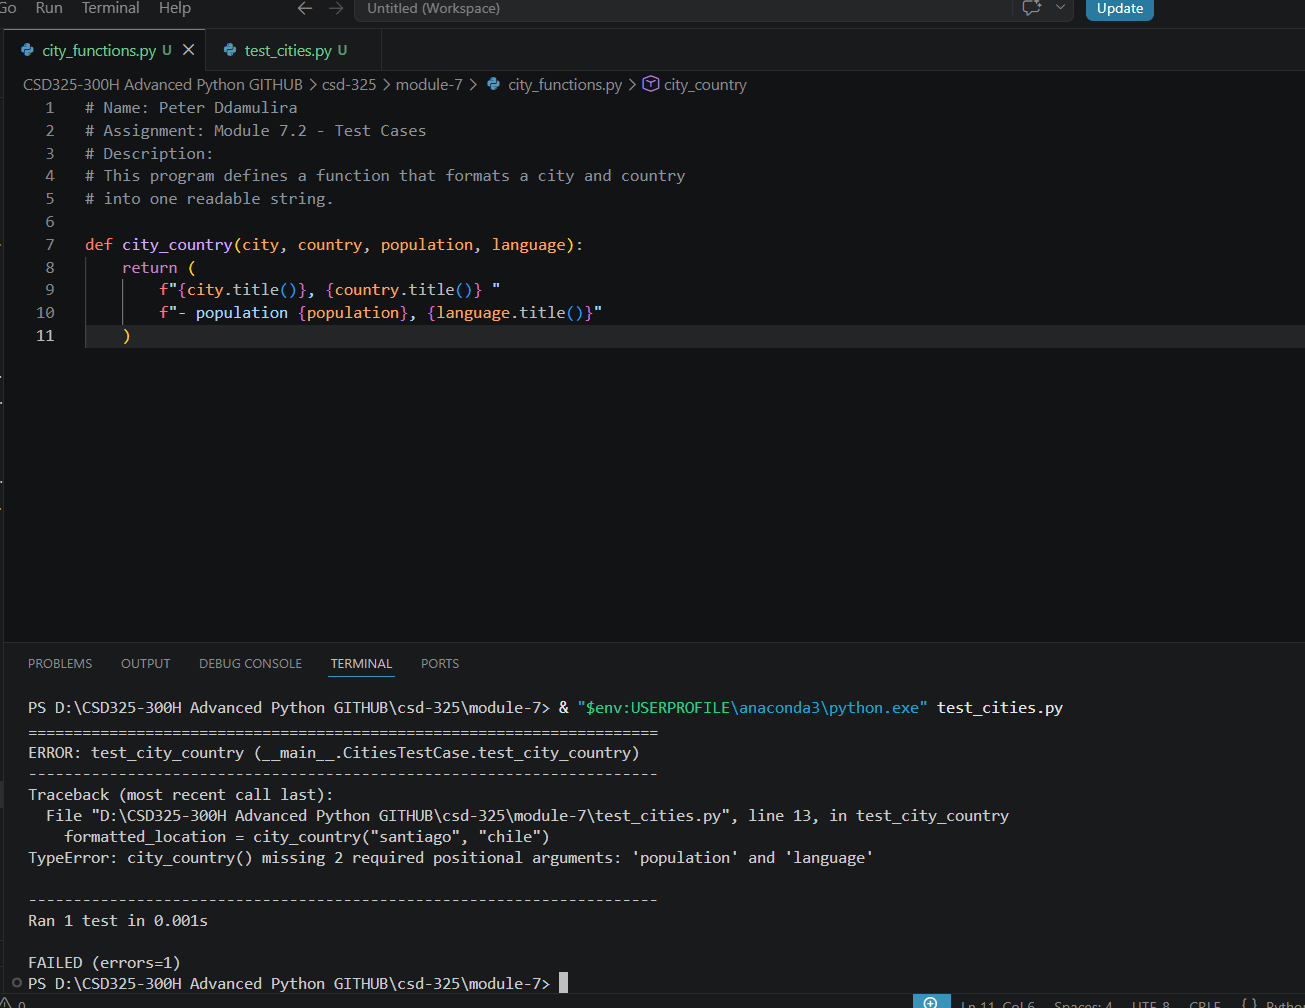 Go Run Terminal Help
Untitled (Workspace)
Update
city_functions.py U
test_cities.py U
CSD325-300H Advanced Python GITHUB > csd-325 > module-7 > city_functions.py > city_country
1 # Name: Peter Ddamulira
2 # Assignment: Module 7.2 - Test Cases
3 # Description:
4 # This program defines a function that formats a city and country
5 # into one readable string.
6
7 def city_country(city, country, population, language):
8     return (
9         f"{city.title()}, {country.title()} "
10         f"- population {population}, {language.title()}"
11     )
PROBLEMS OUTPUT DEBUG CONSOLE TERMINAL PORTS
PS D:\CSD325-300H Advanced Python GITHUB\csd-325\module-7> & "$env:USERPROFILE\anaconda3\python.exe" test_cities.py
======================================================================
ERROR: test_city_country (__main__.CitiesTestCase.test_city_country)
----------------------------------------------------------------------
Traceback (most recent call last):
  File "D:\CSD325-300H Advanced Python GITHUB\csd-325\module-7\test_cities.py", line 13, in test_city_country
    formatted_location = city_country("santiago", "chile")
TypeError: city_country() missing 2 required positional arguments: 'population' and 'language'
----------------------------------------------------------------------
Ran 1 test in 0.001s
FAILED (errors=1)
PS D:\CSD325-300H Advanced Python GITHUB\csd-325\module-7>
0 Ln 11, Col 6 Spaces: 4 UTF-8 CRLF { }